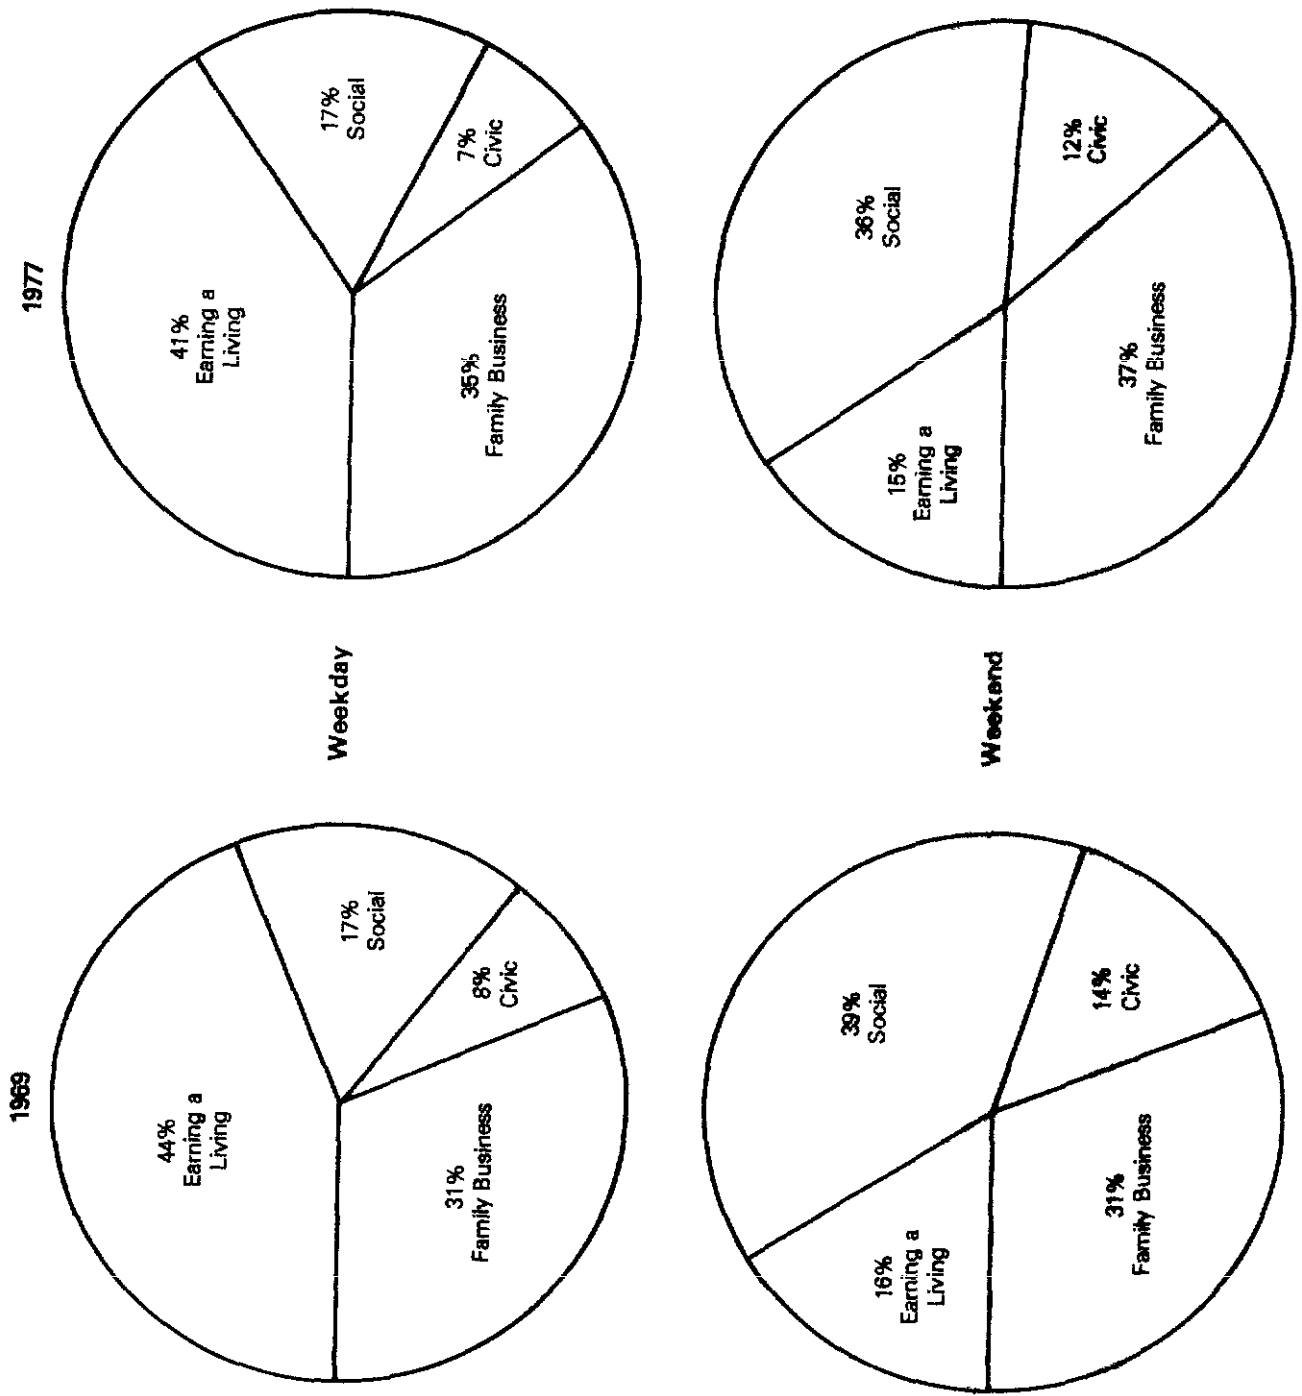 1969
1977
44%
Earning a
Living
17%
Social
8%
Civic
31%
Family Business
Weekday
41%
Earning a
Living
17%
Social
7%
Civic
35%
Family Business
39%
Social
16%
Earning a
Living
14%
Civic
31%
Family Business
Weekend
36%
Social
15%
Earning a
Living
12%
Civic
37%
Family Business